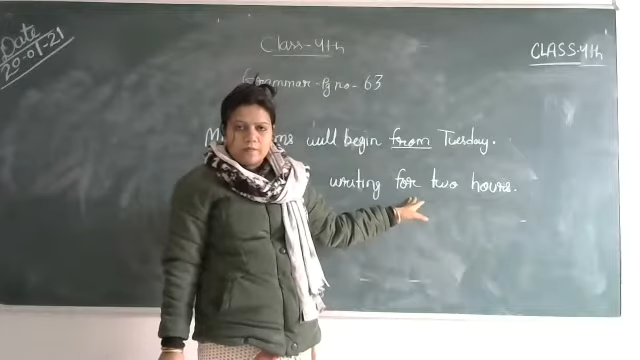 Date
20.01.21
Class-4th
CLASS-4th
Grammar-Pg no-63
will begin from Tuesday.
writing for two hours.